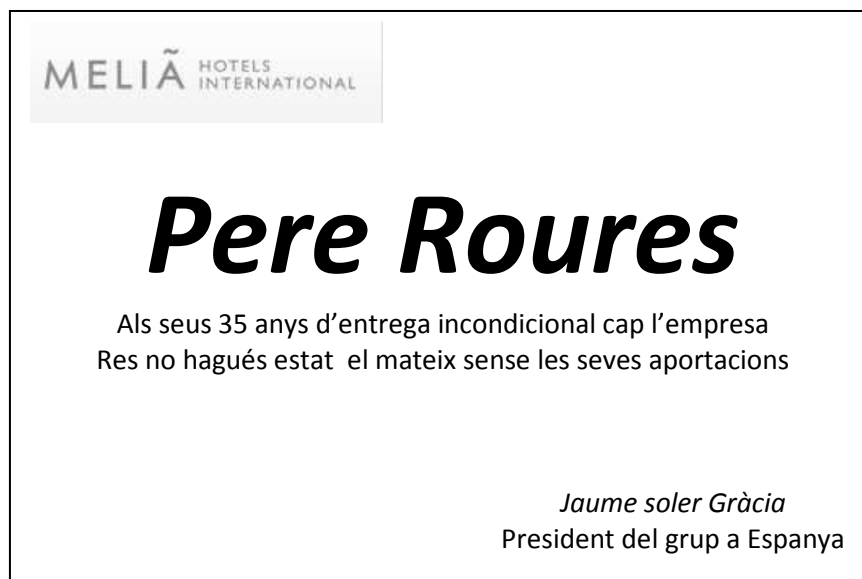 MELIÃ HOTELS
INTERNATIONAL
Pere Roures
Als seus 35 anys d’entrega incondicional cap l’empresa
Res no hagués estat  el mateix sense les seves aportacions
Jaume soler Gràcia
President del grup a Espanya